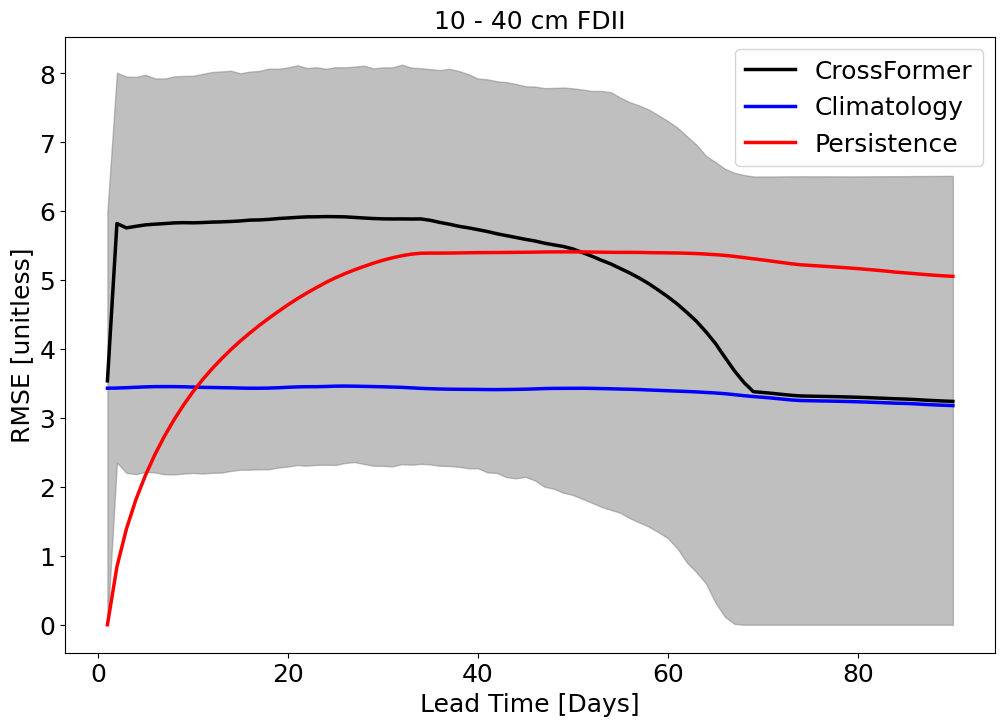 10 - 40 cm FDII
CrossFormer
Climatology
Persistence
RMSE [unitless]
8
7
6
5
4
3
2
1
0
0 20 40 60 80
Lead Time [Days]